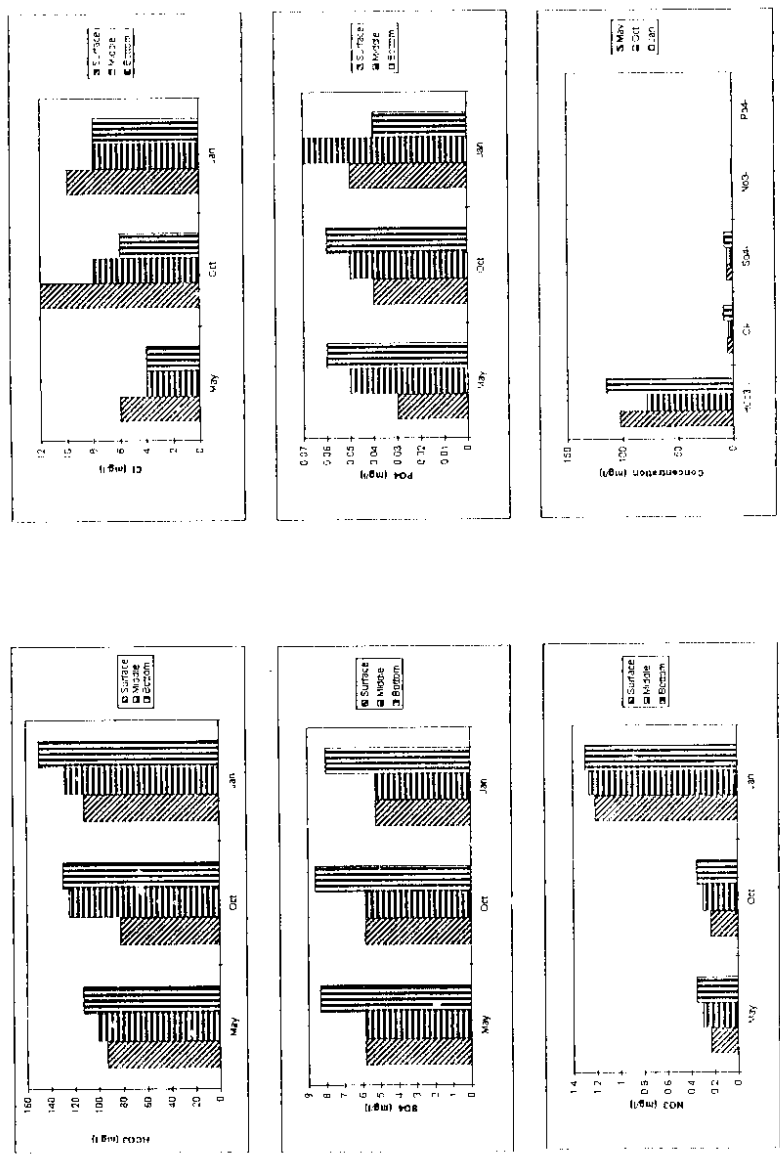 HCO3 (mg/l)
160
140
120
100
80
60
40
20
0
May
Oct
Jan
Surface
Middle
Bottom
Cl (mg/l)
12
10
8
6
4
2
0
May
Oct
Jan
Surface
Middle
Bottom
SO4 (mg/l)
9
8
7
6
5
4
3
2
1
0
May
Oct
Jan
Surface
Middle
Bottom
PO4 (mg/l)
0.07
0.06
0.05
0.04
0.03
0.02
0.01
0
May
Oct
Jan
Surface
Middle
Bottom
NO3 (mg/l)
1.4
1.2
1
0.8
0.6
0.4
0.2
0
May
Oct
Jan
Surface
Middle
Bottom
Concentration (mg/l)
150
100
50
0
Cl-
So4-
No3-
Po4-
May
Oct
Jan